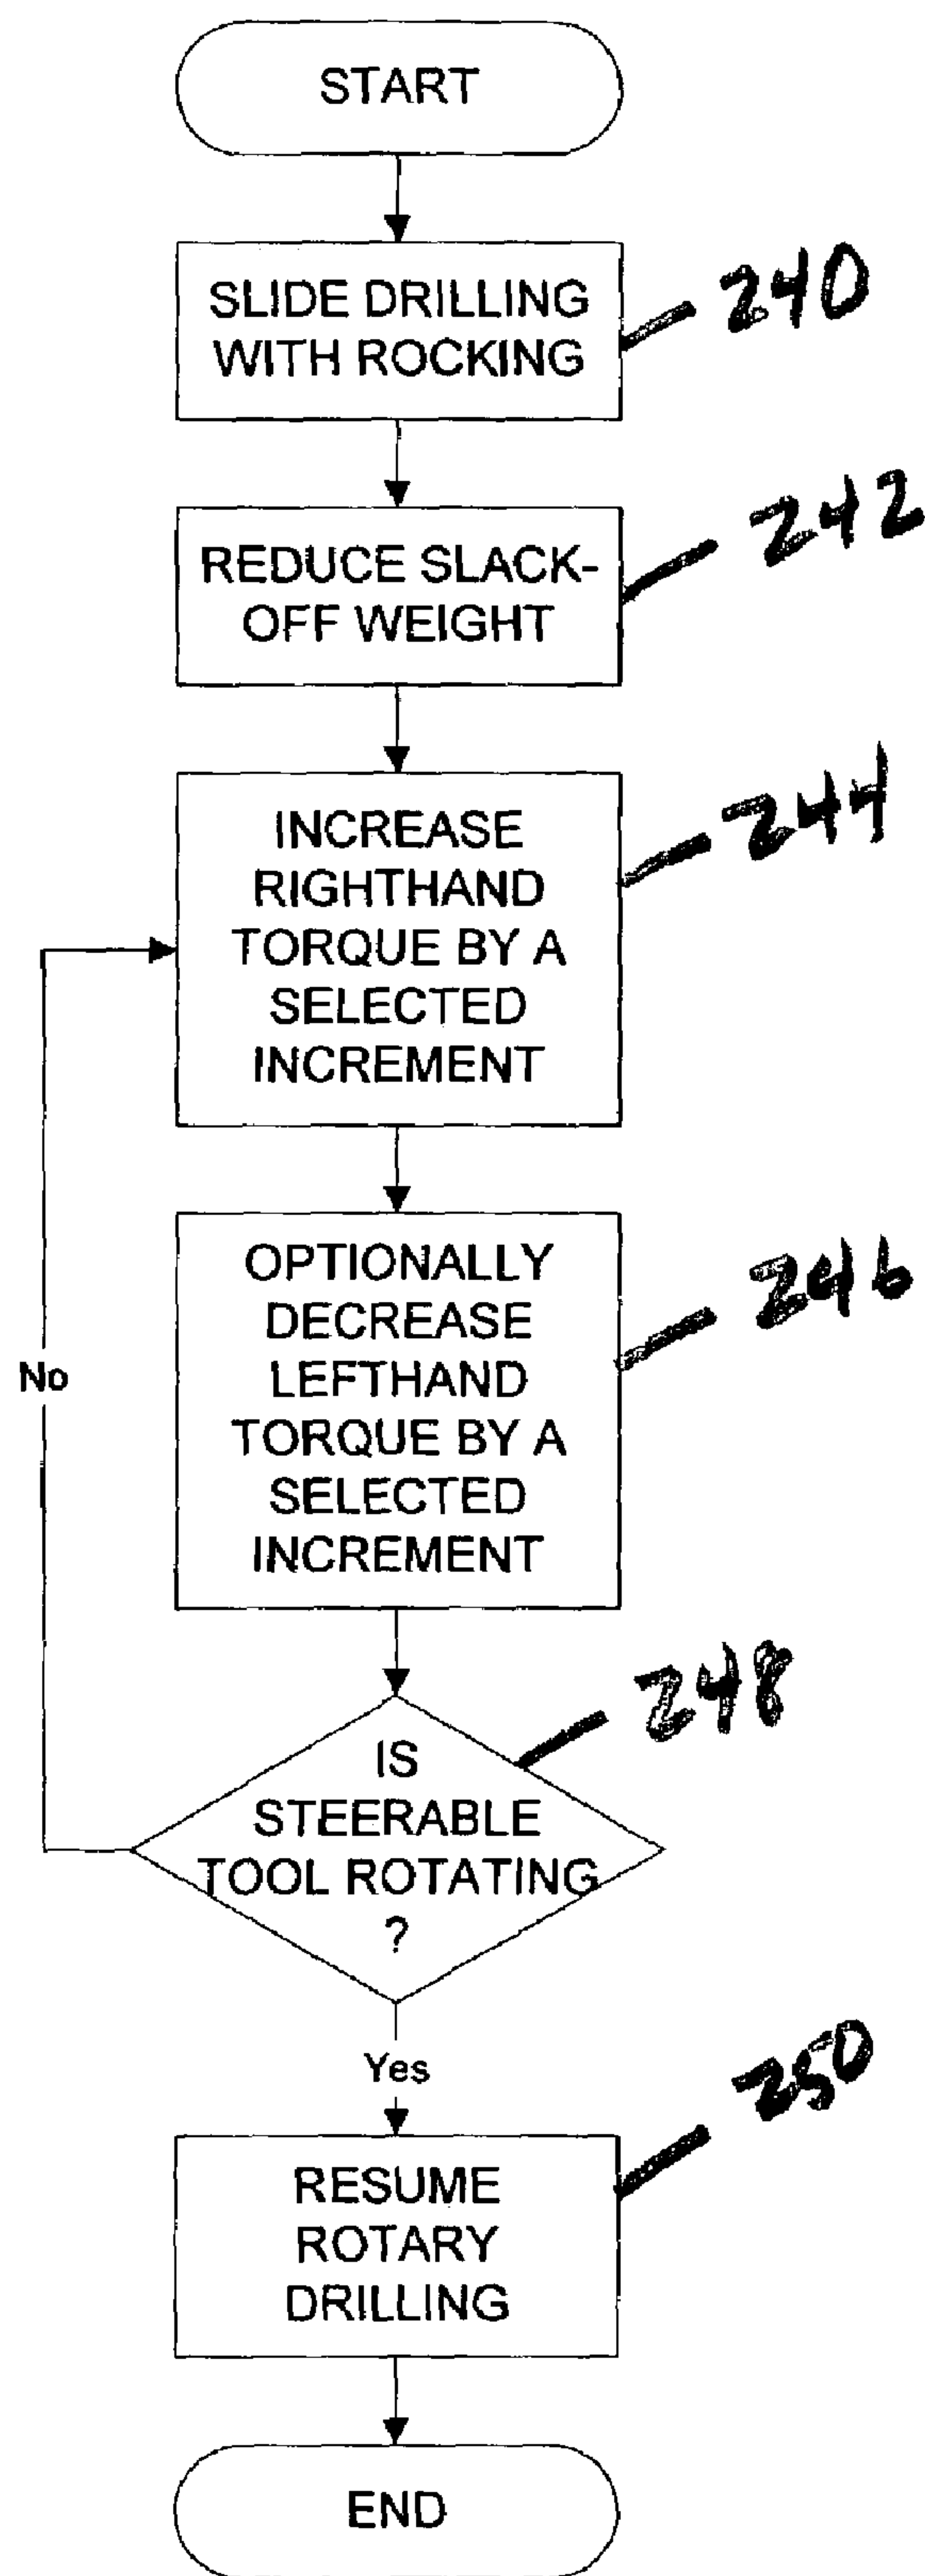 START
SLIDE DRILLING
WITH ROCKING
240
REDUCE SLACK-
OFF WEIGHT
242
INCREASE
RIGHTHAND
TORQUE BY A
SELECTED
INCREMENT
244
OPTIONALLY
DECREASE
LEFTHAND
TORQUE BY A
SELECTED
INCREMENT
246
No
IS
STEERABLE
TOOL ROTATING
?
248
Yes
RESUME
ROTARY
DRILLING
250
END